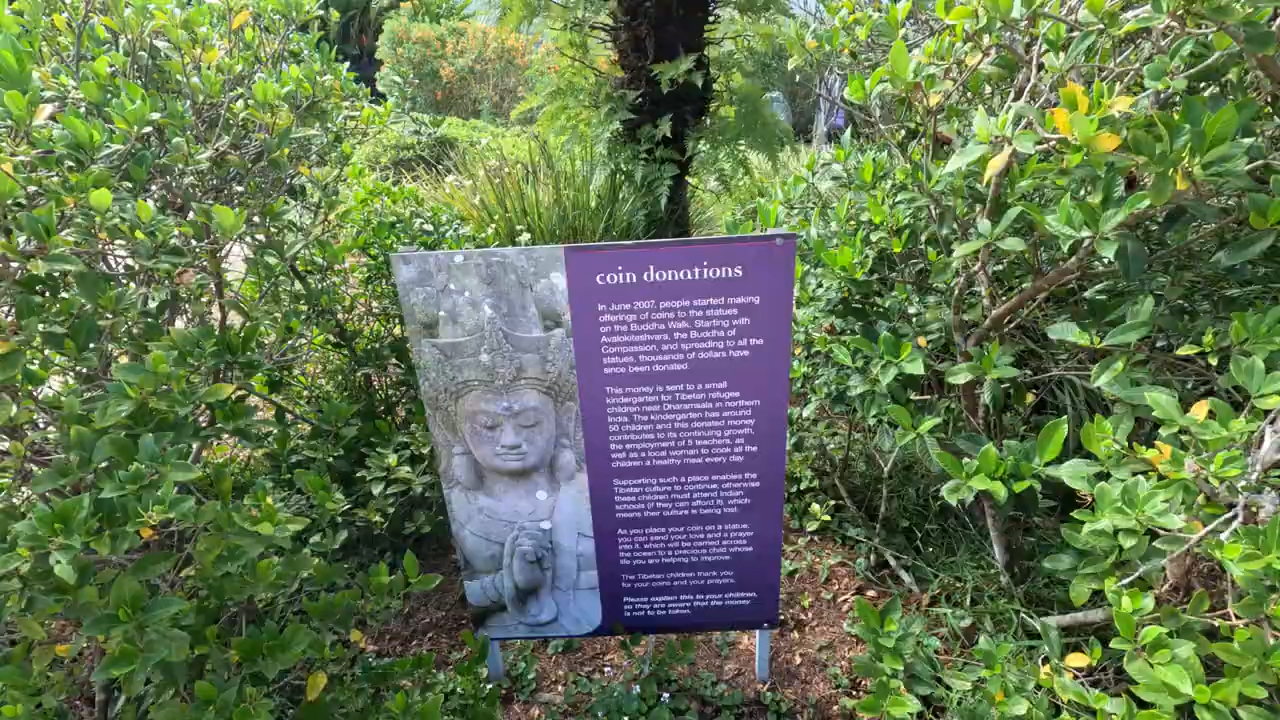 coin donations
In June 2007, people started making
offerings of coins to the statues
on the Buddha Walk. Starting with
Avalokiteshvara, the Buddha of
Compassion, and spreading to all the
statues, thousands of dollars have
since been donated.
This money is sent to a small
kindergarten for Tibetan refugee
children near Dharamsala in northern
India. The kindergarten has around
50 children and this donated money
contributes to its continuing growth,
the employment of 5 teachers, as
well as a local woman to cook all the
children a healthy meal every day.
Supporting such a place enables the
Tibetan culture to continue; otherwise
these children must attend Indian
schools (if they can afford it), which
means their culture is being lost.
As you place your coin on a statue,
you can send your love and a prayer
into it, which will be carried across
the ocean to a precious child whose
life you are helping to improve.
The Tibetan children thank you
for your coins and your prayers.
Please explain this to your children,
so they are aware that the money
is not to be taken.